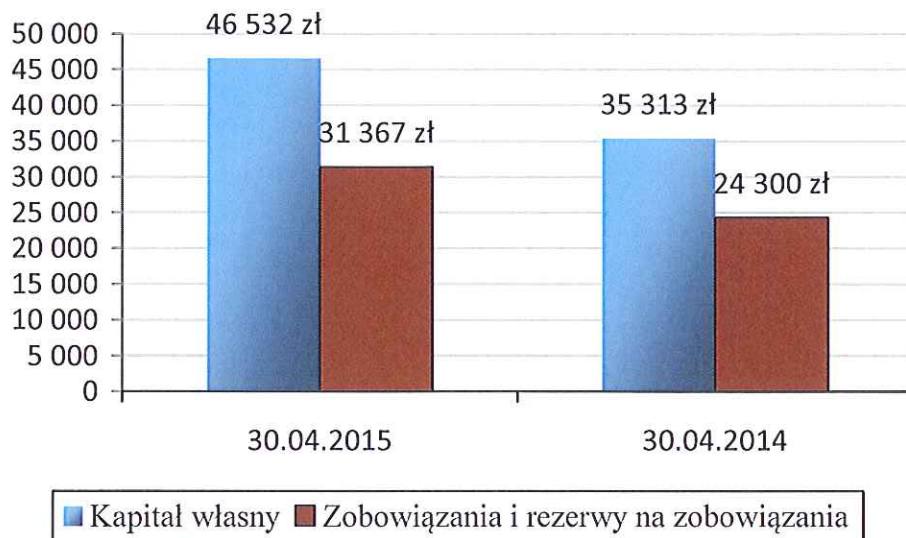 50 000
45 000
40 000
35 000
30 000
25 000
20 000
15 000
10 000
5 000
0
46 532 zł
31 367 zł
35 313 zł
24 300 zł
30.04.2015
30.04.2014
Kapitał własny Zobowiązania i rezerwy na zobowiązania